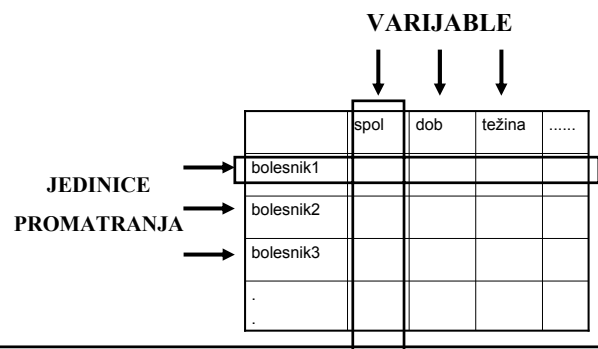 VARIJABLE
spol dob težina ......
bolesnik1
JEDINICE
PROMATRANJA
bolesnik2
bolesnik3
.
.